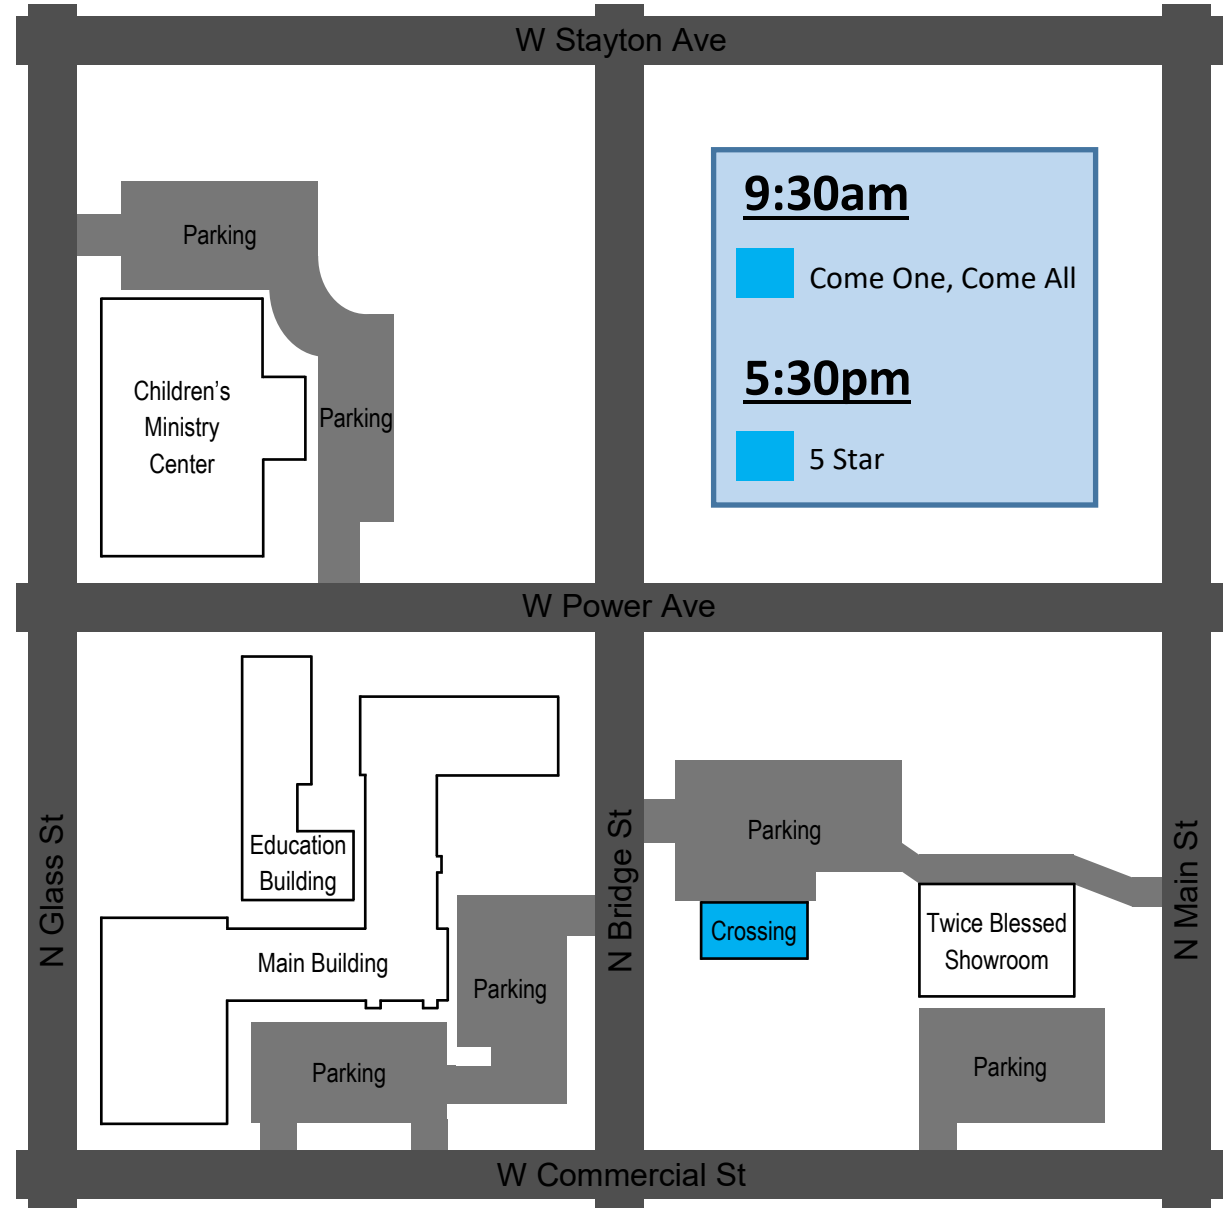 W Stayton Ave
9:30am
Come One, Come All
5:30pm
5 Star
Parking
Children's
Ministry
Center
Parking
W Power Ave
N Glass St
Education
Building
Main Building
Parking
Parking
N Bridge St
Parking
Crossing
Twice Blessed
Showroom
Parking
N Main St
W Commercial St